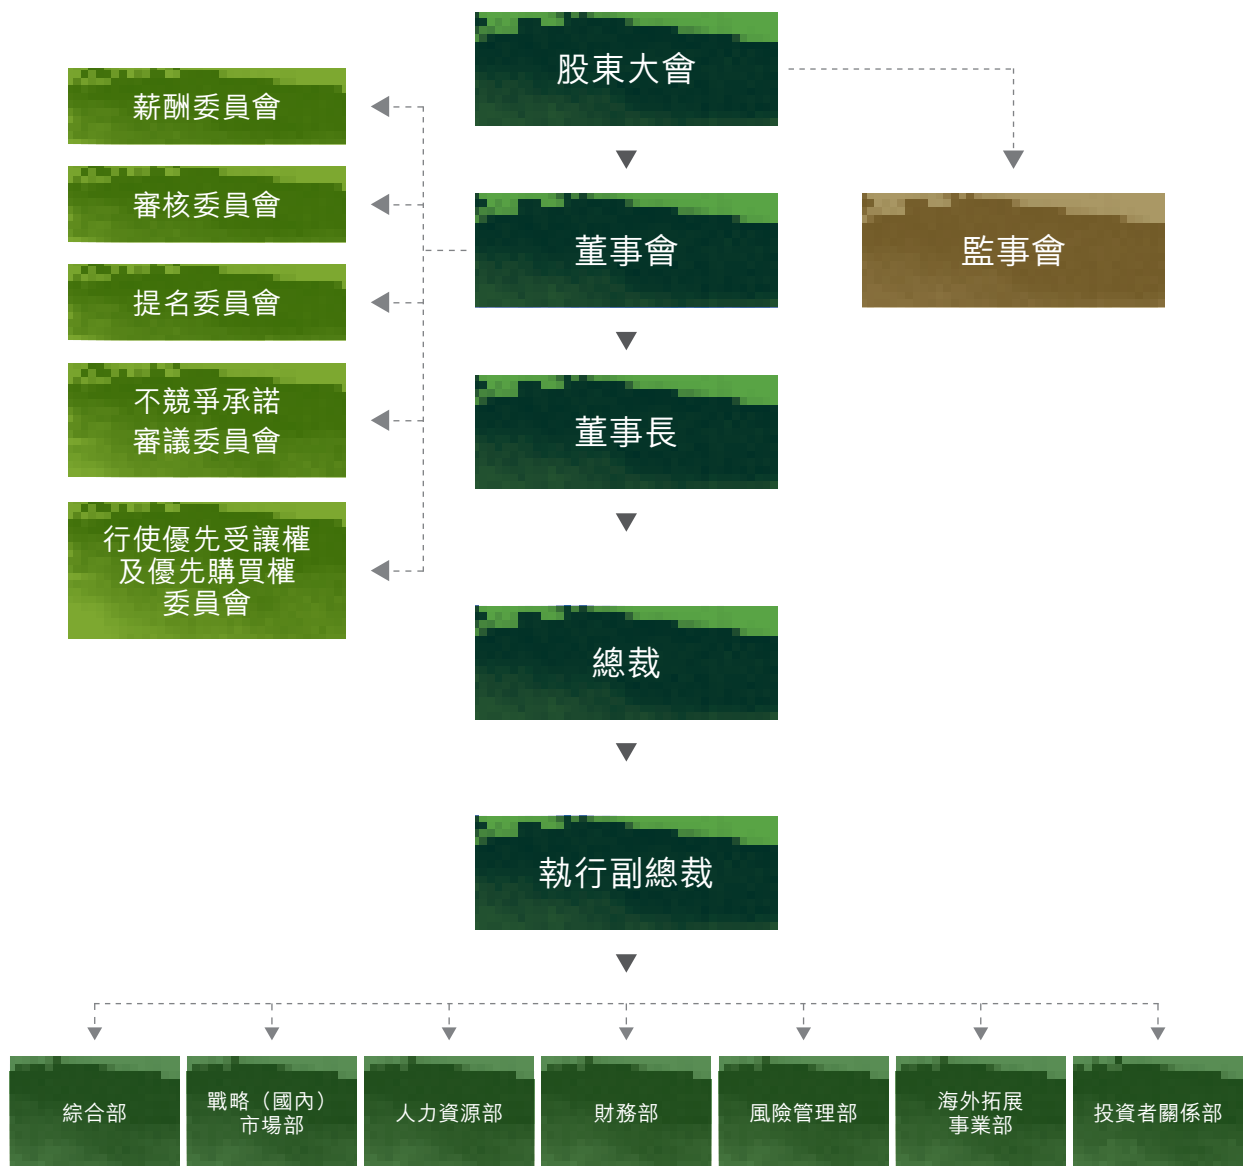 股東大會
薪酬委員會
審核委員會
提名委員會
不競爭承諾
審議委員會
行使優先受讓權
及優先購買權
委員會
董事會
監事會
董事長
總裁
執行副總裁
綜合部
戰略（國內）
市場部
人力資源部
財務部
風險管理部
海外拓展
事業部
投資者關係部